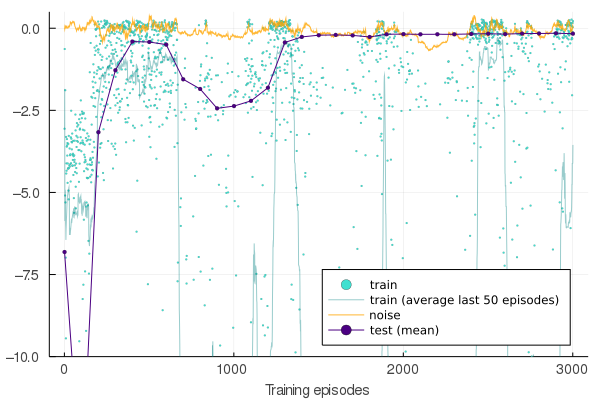 0.0
−2.5
−5.0
−7.5
−10.0
0
1000
2000
3000
Training episodes
train
train (average last 50 episodes)
noise
test (mean)